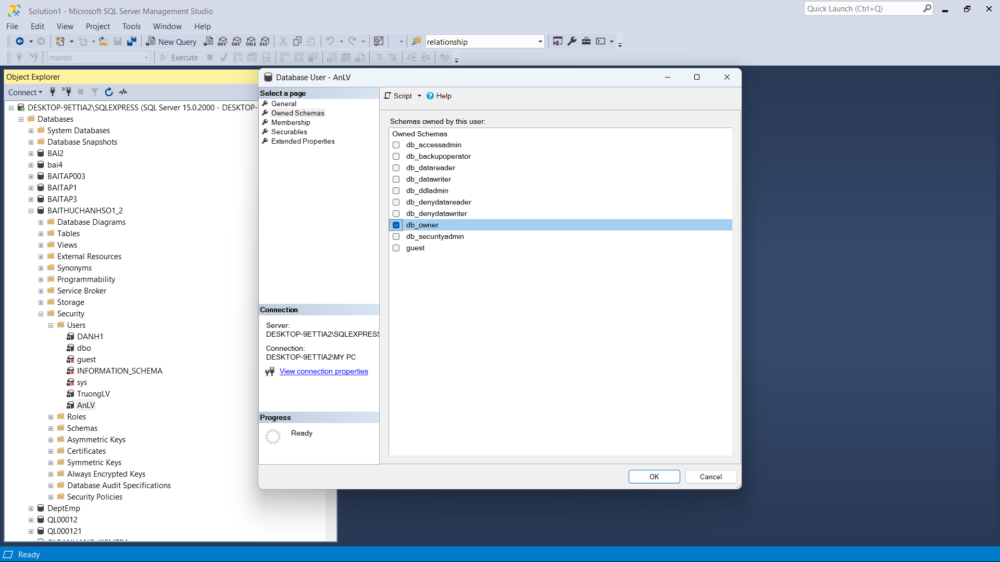 Solution1 - Microsoft SQL Server Management Studio
Quick Launch (Ctrl+Q)
File Edit View Project Tools Window Help
New Query MDX DMX XMLA DAX relationship
master Execute
Object Explorer
Connect
DESKTOP-9ETTIA2\SQLEXPRESS (SQL Server 15.0.2000 - DESKTOP-
Databases
System Databases
Database Snapshots
BAI2
bai4
BAITAP003
BAITAP1
BAITAP3
BAITHUCHANHSO1_2
Database Diagrams
Tables
Views
External Resources
Synonyms
Programmability
Service Broker
Storage
Security
Users
DANH1
dbo
guest
INFORMATION_SCHEMA
sys
TruongLV
AnLV
Roles
Schemas
Asymmetric Keys
Certificates
Symmetric Keys
Always Encrypted Keys
Database Audit Specifications
Security Policies
DeptEmp
QL00012
QL000121
Database User - AnLV
Select a page
General
Owned Schemas
Membership
Securables
Extended Properties
Connection
Server:
DESKTOP-9ETTIA2\SQLEXPRESS
Connection:
DESKTOP-9ETTIA2\MY PC
View connection properties
Progress
Ready
Script Help
Schemas owned by this user:
Owned Schemas
db_accessadmin
db_backupoperator
db_datareader
db_datawriter
db_ddladmin
db_denydatareader
db_denydatawriter
db_owner
db_securityadmin
guest
OK Cancel
Ready